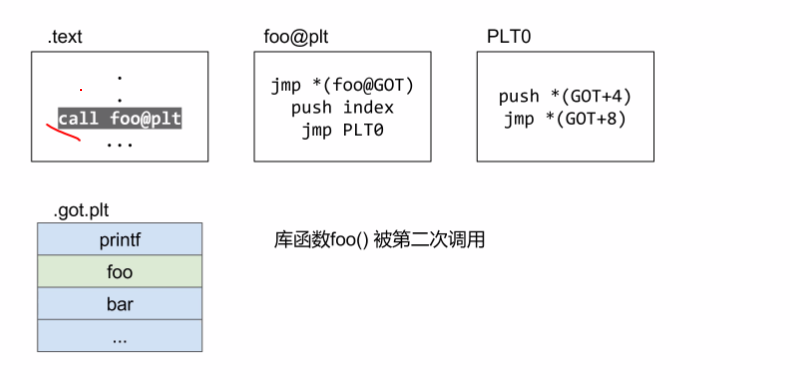 .text
.
.
call foo@plt
...
foo@plt
jmp *(foo@GOT)
push index
jmp PLT0
PLT0
push *(GOT+4)
jmp *(GOT+8)
.got.plt
printf
foo
bar
...
库函数foo() 被第二次调用